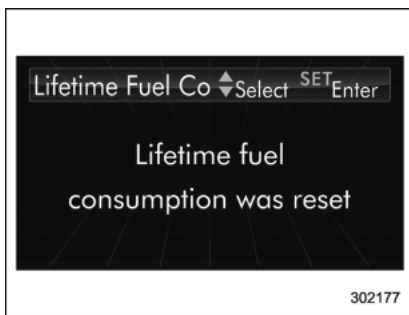 Lifetime Fuel Co Select SET Enter
Lifetime fuel
consumption was reset
302177